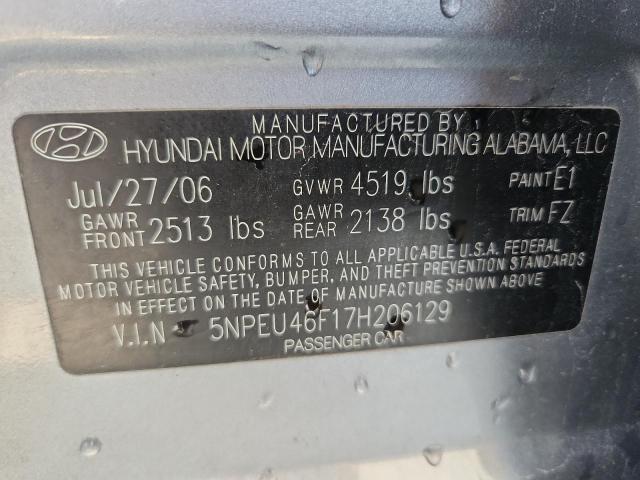 MANUFACTURED BY
HYUNDAI MOTOR MANUFACTURING ALABAMA, LLC
Jul/27/06 GVWR 4519 lbs PAINT E1
GAWR FRONT 2513 lbs GAWR REAR 2138 lbs TRIM FZ
THIS VEHICLE CONFORMS TO ALL APPLICABLE U.S.A. FEDERAL
MOTOR VEHICLE SAFETY, BUMPER, AND THEFT PREVENTION STANDARDS
IN EFFECT ON THE DATE OF MANUFACTURE SHOWN ABOVE
V.I.N 5NPEU46F17H206129
PASSENGER CAR